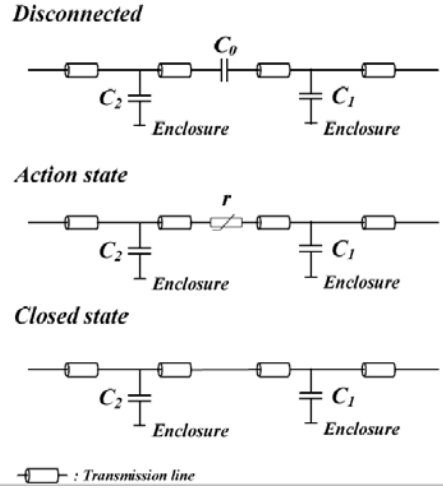 Disconnected
C0
C2 C1
Enclosure Enclosure
Action state
r
C2 C1
Enclosure Enclosure
Closed state
C2 C1
Enclosure Enclosure
: Transmission line